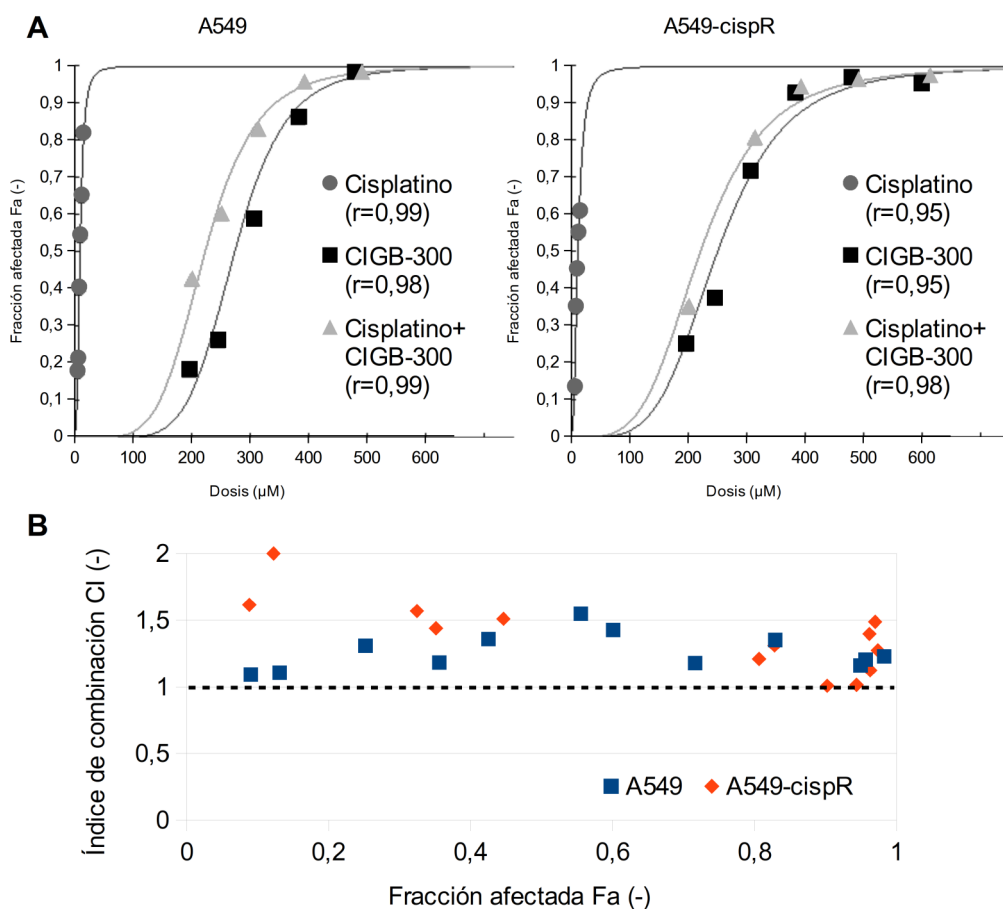 A
A549
A549-cispR
Fracción afectada Fa (-)
1
0,9
0,8
0,7
0,6
0,5
0,4
0,3
0,2
0,1
0
0 100 200 300 400 500 600
Dosis (µM)
Cisplatino
(r=0,99)
CIGB-300
(r=0,98)
Cisplatino+
CIGB-300
(r=0,99)
Fracción afectada Fa (-)
1
0,9
0,8
0,7
0,6
0,5
0,4
0,3
0,2
0,1
0
0 100 200 300 400 500 600
Dosis (µM)
Cisplatino
(r=0,95)
CIGB-300
(r=0,95)
Cisplatino+
CIGB-300
(r=0,98)
B
Índice de combinación CI (-)
2
1,5
1
0,5
0
0 0,2 0,4 0,6 0,8 1
A549 A549-cispR
Fracción afectada Fa (-)